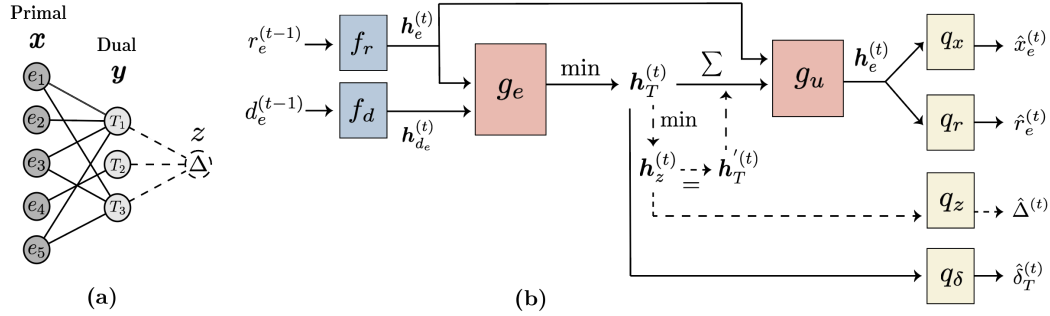 Primal
x
Dual
y
e₁
e₂
e₃
e₄
e₅
T₁
T₂
T₃
z
Δ
(a)
r_e^(t−1)
f_r
h_e^(t)
d_e^(t−1)
f_d
h_{d_e}^(t)
g_e
min
h_T^(t)
∑
min
h_z^(t)
=
h_T^'(t)
g_u
h_e^(t)
q_x
x̂_e^(t)
q_r
r̂_e^(t)
q_z
Δ̂^(t)
q_δ
δ̂_T^(t)
(b)